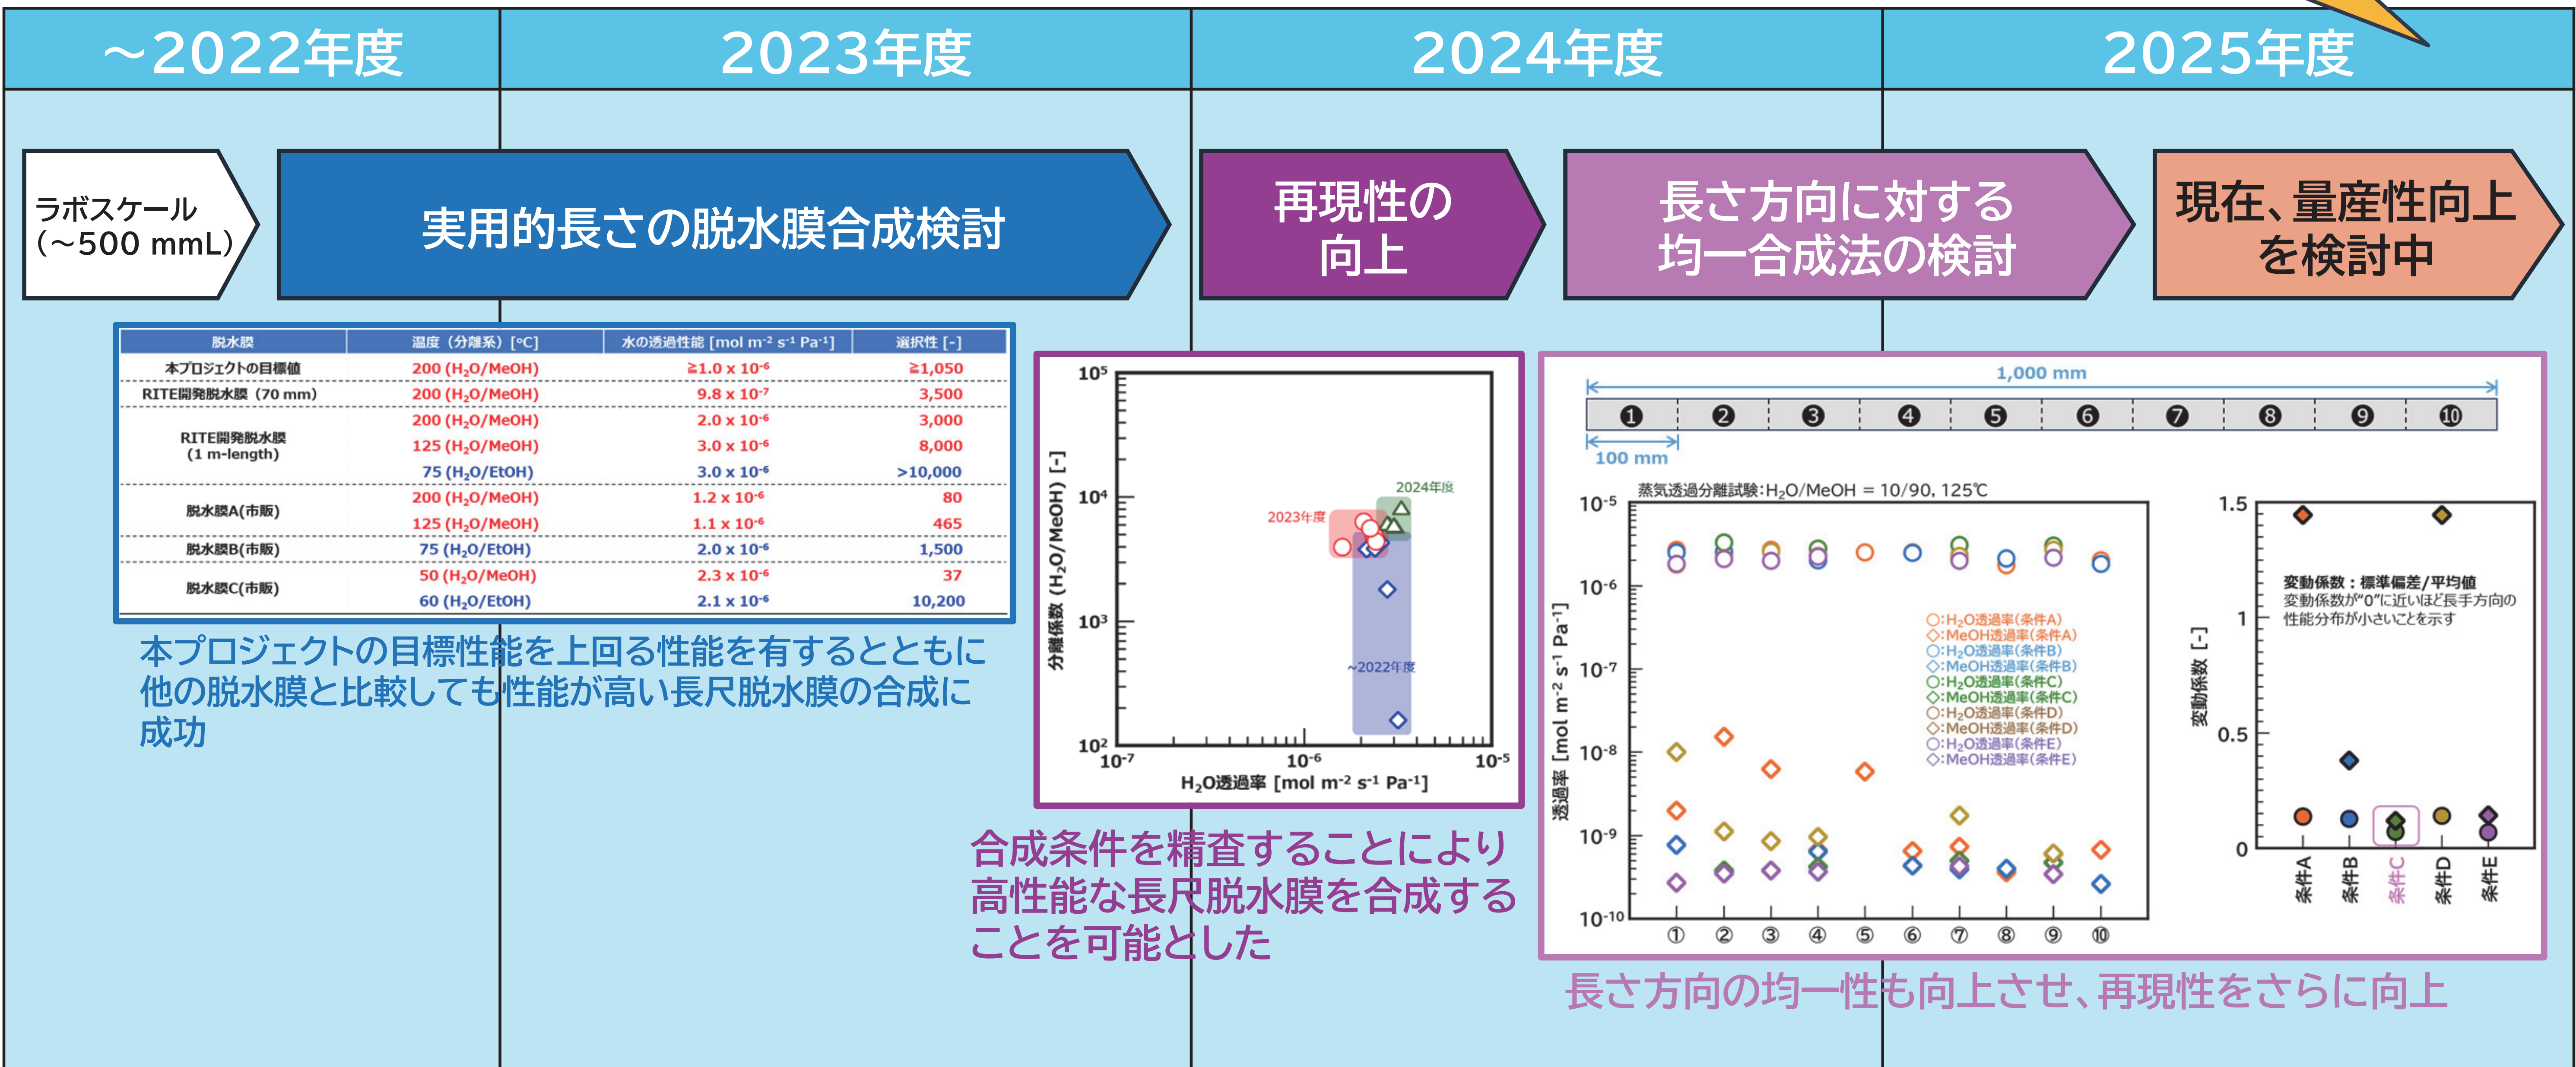 ～2022年度
2023年度
2024年度
2025年度
ラボスケール
（～500 mmL）
実用的長さの脱水膜合成検討
再現性の
向上
長さ方向に対する
均一合成法の検討
現在、量産性向上
を検討中
脱水膜 温度（分離系）[°C] 水の透過性能 [mol m⁻² s⁻¹ Pa⁻¹] 選択性 [-]
本プロジェクトの目標値 200 (H₂O/MeOH) ≧1.0 x 10⁻⁶ ≧1,050
RITE開発脱水膜（70 mm） 200 (H₂O/MeOH) 9.8 x 10⁻⁷ 3,500
RITE開発脱水膜
(1 m-length)
200 (H₂O/MeOH) 2.0 x 10⁻⁶ 3,000
125 (H₂O/MeOH) 3.0 x 10⁻⁶ 8,000
75 (H₂O/EtOH) 3.0 x 10⁻⁶ >10,000
脱水膜A(市販)
200 (H₂O/MeOH) 1.2 x 10⁻⁶ 80
125 (H₂O/MeOH) 1.1 x 10⁻⁶ 465
脱水膜B(市販) 75 (H₂O/EtOH) 2.0 x 10⁻⁶ 1,500
脱水膜C(市販)
50 (H₂O/MeOH) 2.3 x 10⁻⁶ 37
60 (H₂O/EtOH) 2.1 x 10⁻⁶ 10,200
本プロジェクトの目標性能を上回る性能を有するとともに
他の脱水膜と比較しても性能が高い長尺脱水膜の合成に
成功
分離係数 (H₂O/MeOH) [-]
10⁵
10⁴
10³
10²
2024年度
2023年度
~2022年度
10⁻⁷ 10⁻⁶ 10⁻⁵
H₂O透過率 [mol m⁻² s⁻¹ Pa⁻¹]
合成条件を精査することにより
高性能な長尺脱水膜を合成する
ことを可能とした
1,000 mm
❶ ❷ ❸ ❹ ❺ ❻ ❼ ❽ ❾ ❿
100 mm
蒸気透過分離試験：H₂O/MeOH = 10/90, 125℃
透過率 [mol m⁻² s⁻¹ Pa⁻¹]
10⁻⁵
10⁻⁶
10⁻⁷
10⁻⁸
10⁻⁹
10⁻¹⁰
○：H₂O透過率(条件A)
◇：MeOH透過率(条件A)
○：H₂O透過率(条件B)
◇：MeOH透過率(条件B)
○：H₂O透過率(条件C)
◇：MeOH透過率(条件C)
○：H₂O透過率(条件D)
◇：MeOH透過率(条件D)
○：H₂O透過率(条件E)
◇：MeOH透過率(条件E)
① ② ③ ④ ⑤ ⑥ ⑦ ⑧ ⑨ ⑩
変動係数 [-]
1.5
1
0.5
0
変動係数：標準偏差/平均値
変動係数が“0”に近いほど長手方向の
性能分布が小さいことを示す
条件A 条件B 条件C 条件D 条件E
長さ方向の均一性も向上させ、再現性をさらに向上